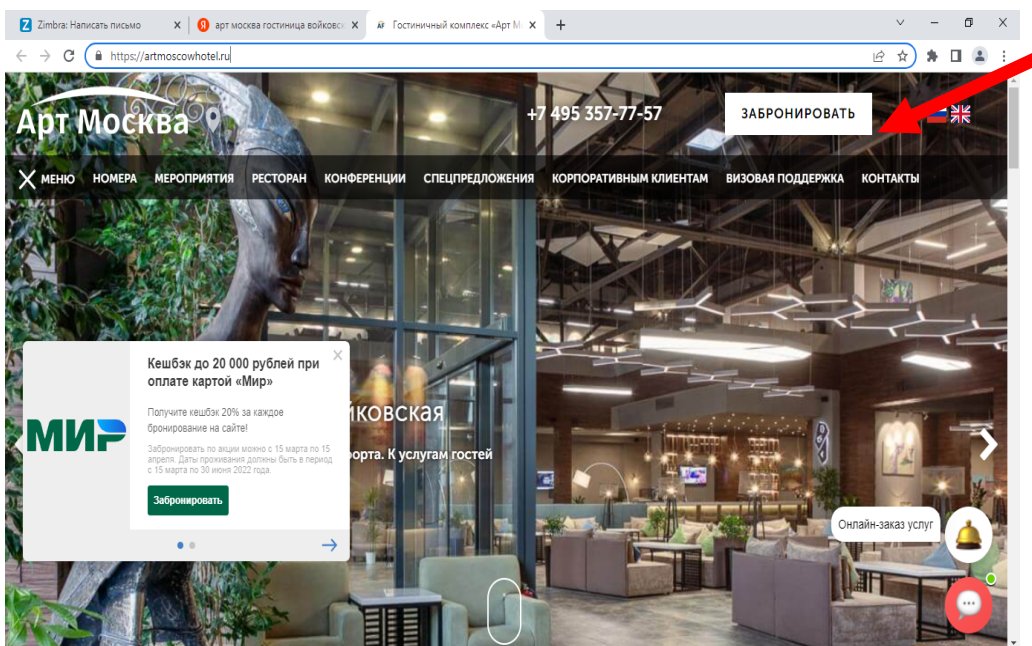 Zimbra: Написать письмо
арт москва гостиница войковс
Гостиничный комплекс «Арт М
https://artmoscowhotel.ru
Арт Москва
+7 495 357-77-57
ЗАБРОНИРОВАТЬ
МЕНЮ НОМЕРА МЕРОПРИЯТИЯ РЕСТОРАН КОНФЕРЕНЦИИ СПЕЦПРЕДЛОЖЕНИЯ КОРПОРАТИВНЫМ КЛИЕНТАМ ВИЗОВАЯ ПОДДЕРЖКА КОНТАКТЫ
МИР
Кешбэк до 20 000 рублей при
оплате картой «Мир»
Получите кешбэк 20% за каждое
бронирование на сайте!
Забронировать по акции можно с 15 марта по 15
апреля. Даты проживания должны быть в период
с 15 марта по 30 июня 2022 года.
Забронировать
йковская
орта. К услугам гостей
Онлайн-заказ услуг